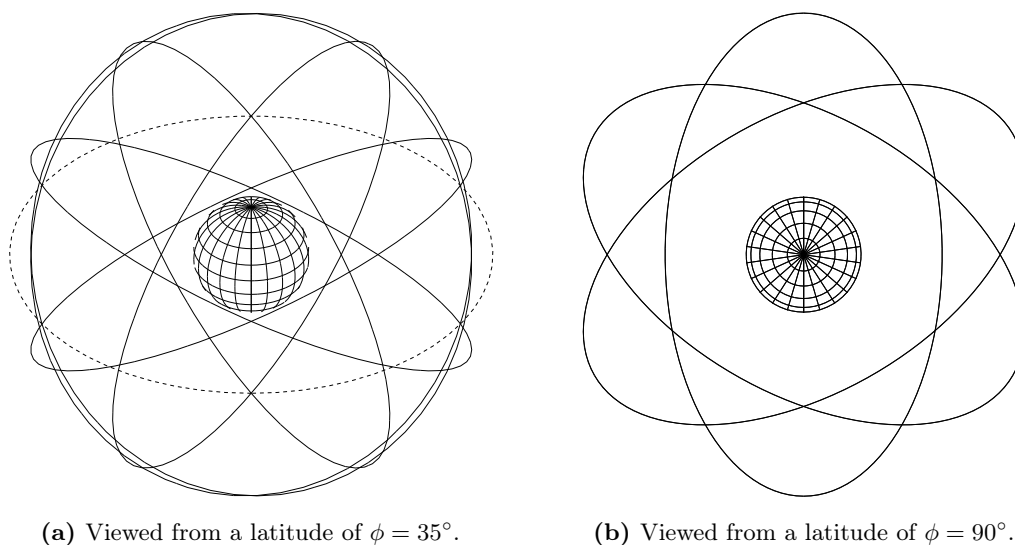 (a) Viewed from a latitude of ϕ = 35°.
(b) Viewed from a latitude of ϕ = 90°.